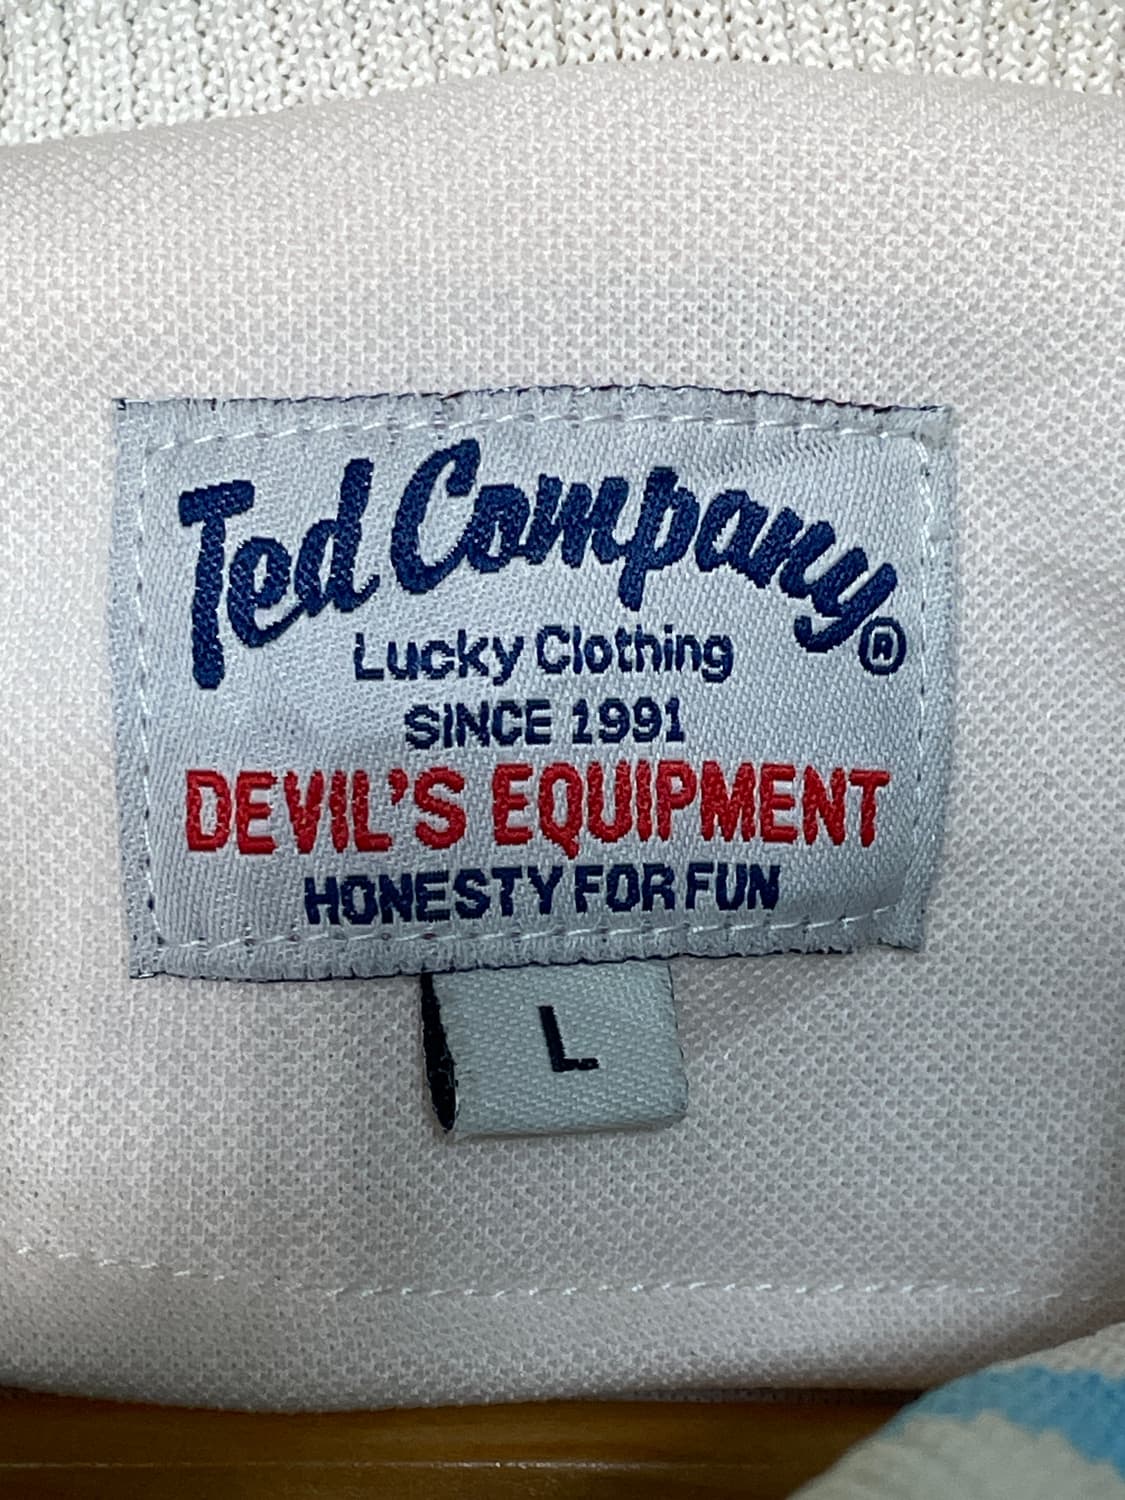 Ted Company®
Lucky Clothing
SINCE 1991
DEVIL'S EQUIPMENT
HONESTY FOR FUN
L